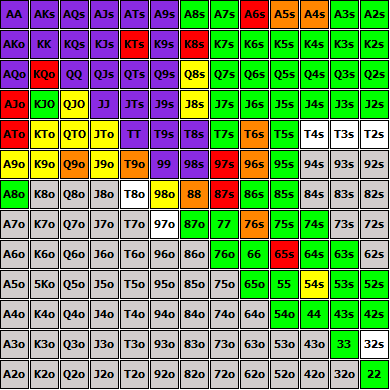 AA AKs AQs AJs ATs A9s A8s A7s A6s A5s A4s A3s A2s
AKo KK KQs KJs KTs K9s K8s K7s K6s K5s K4s K3s K2s
AQo KQo QQ QJs QTs Q9s Q8s Q7s Q6s Q5s Q4s Q3s Q2s
AJo KJO QJO JJ JTs J9s J8s J7s J6s J5s J4s J3s J2s
ATo KTo QTO JTo TT T9s T8s T7s T6s T5s T4s T3s T2s
A9o K9o Q9o J9o T9o 99 98s 97s 96s 95s 94s 93s 92s
A8o K8o Q8o J8o T8o 98o 88 87s 86s 85s 84s 83s 82s
A7o K7o Q7o J7o T7o 97o 87o 77 76s 75s 74s 73s 72s
A6o K6o Q6o J6o T6o 96o 86o 76o 66 65s 64s 63s 62s
A5o 5Ko Q5o J5o T5o 95o 85o 75o 65o 55 54s 53s 52s
A4o K4o Q4o J4o T4o 94o 84o 74o 64o 54o 44 43s 42s
A3o K3o Q3o J3o T3o 93o 83o 73o 63o 53o 43o 33 32s
A2o K2o Q2o J2o T2o 92o 82o 72o 62o 52o 42o 32o 22